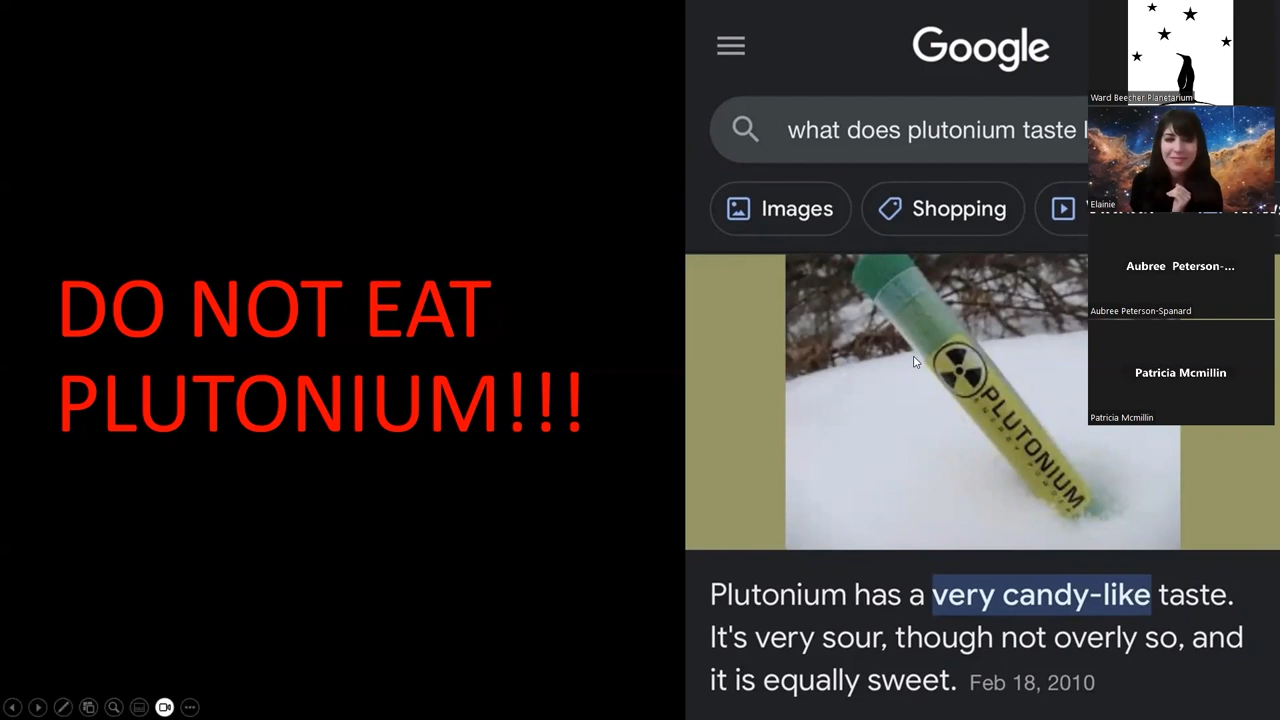 DO NOT EAT
PLUTONIUM!!!
Google
what does plutonium taste
Images
Shopping
PLUTONIUM
Plutonium has a very candy-like taste.
It's very sour, though not overly so, and
it is equally sweet. Feb 18, 2010
Ward Beecher Planetarium
Elainie
Aubree Peterson-...
Aubree Peterson-Spanard
Patricia Mcmillin
Patricia Mcmillin